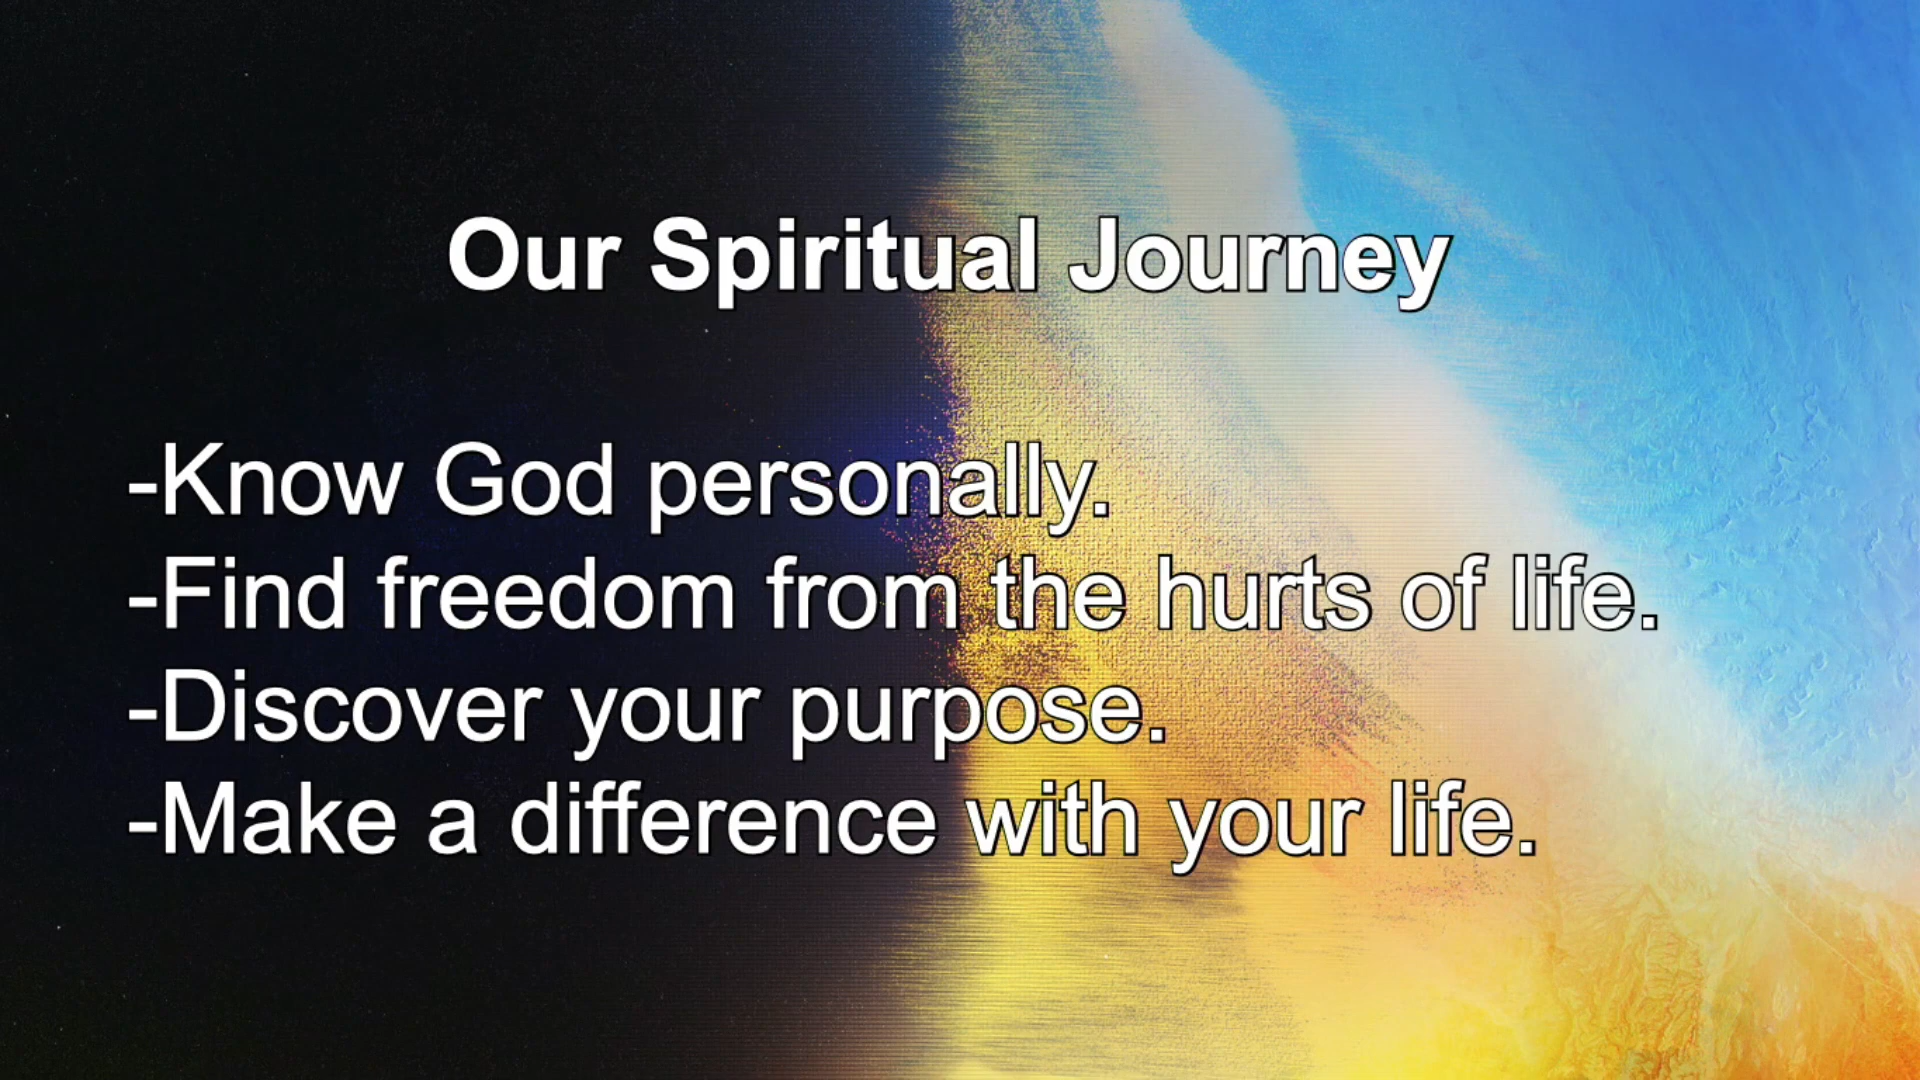 Our Spiritual Journey
-Know God personally.
-Find freedom from the hurts of life.
-Discover your purpose.
-Make a difference with your life.